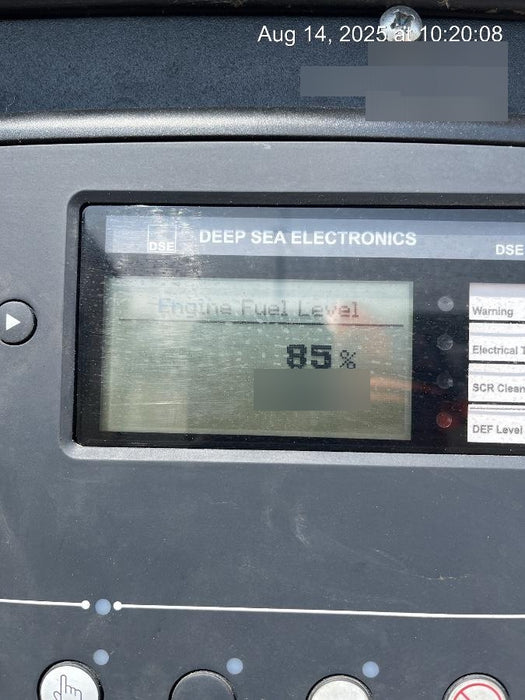 Aug 14, 2025 at 10:20:08
DSE
DEEP SEA ELECTRONICS
DSE
Engine Fuel Level
85%
Warning
Electrical
SCR Clean
DEF Level